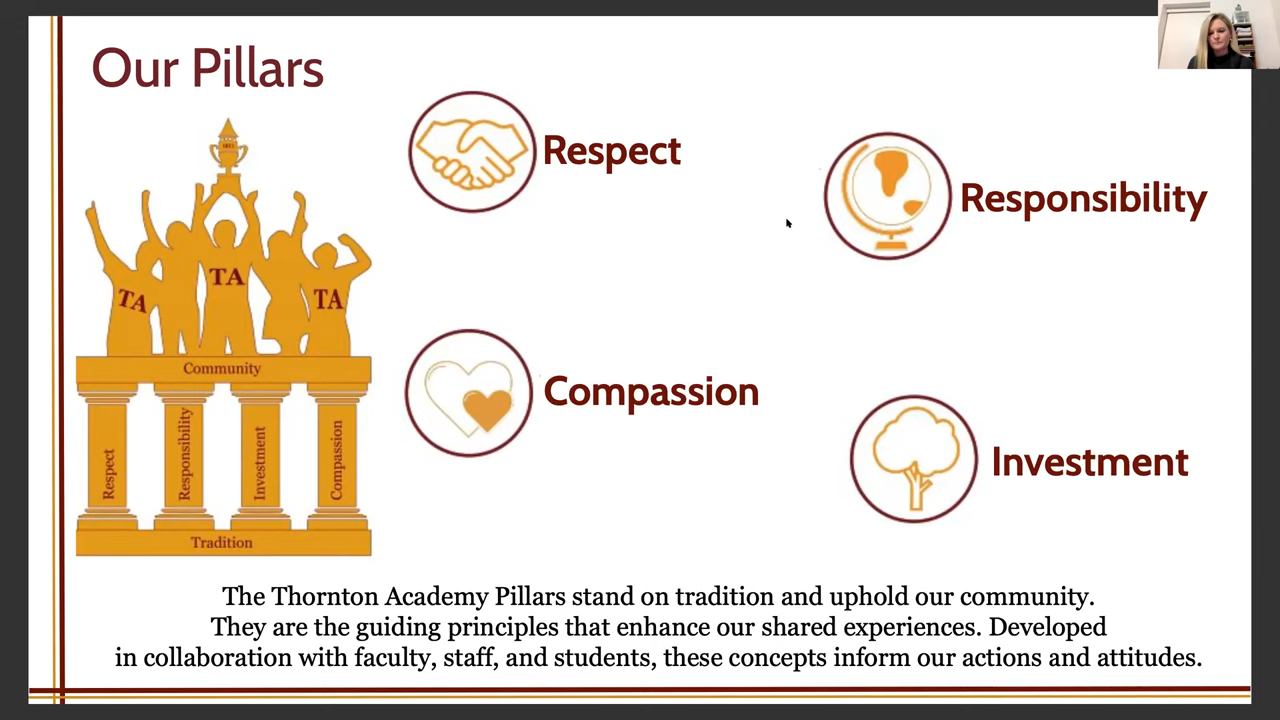 Our Pillars
TA
TA
TA
Community
Respect
Responsibility
Investment
Compassion
Tradition
Respect
Responsibility
Compassion
Investment
The Thornton Academy Pillars stand on tradition and uphold our community.
They are the guiding principles that enhance our shared experiences. Developed
in collaboration with faculty, staff, and students, these concepts inform our actions and attitudes.